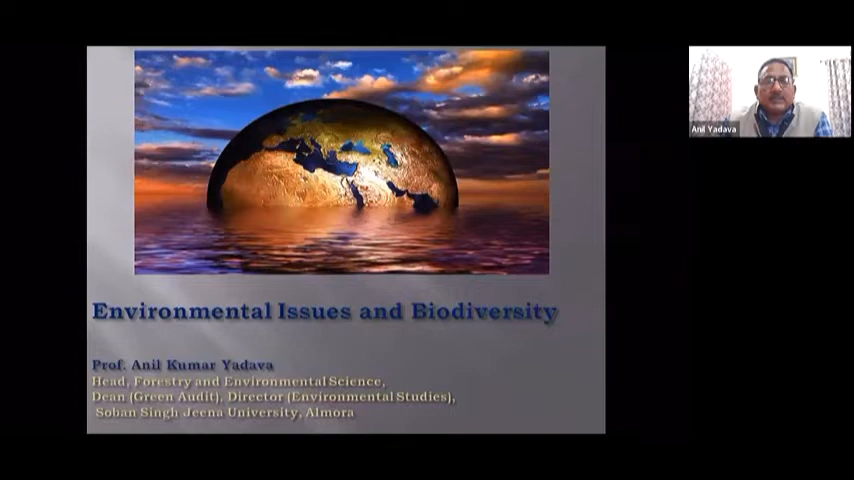 Environmental Issues and Biodiversity
Prof. Anil Kumar Yadava
Head, Forestry and Environmental Science,
Dean (Green Audit), Director (Environmental Studies),
Soban Singh Jeena University, Almora
Anil Yadava